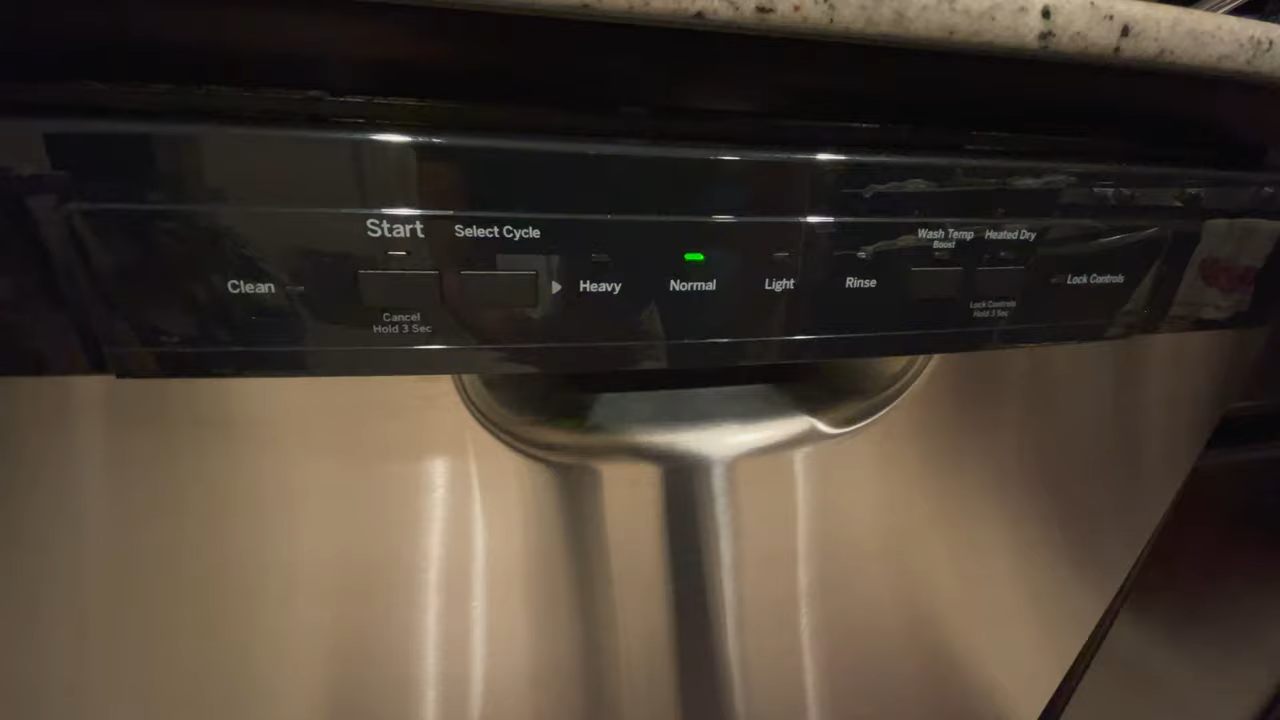 Start
Select Cycle
Wash Temp
Boost
Heated Dry
Clean
Heavy
Normal
Light
Rinse
Lock Controls
Cancel
Hold 3 Sec
Lock Controls
Hold 3 Sec